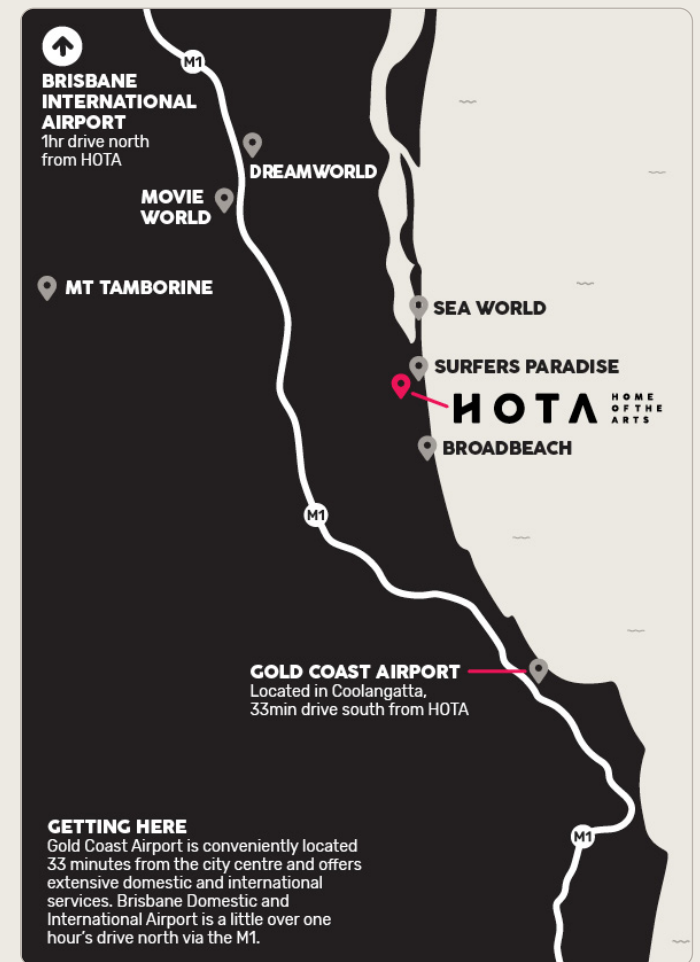 M1
BRISBANE
INTERNATIONAL
AIRPORT
1hr drive north
from HOTA
DREAMWORLD
MOVIE
WORLD
MT TAMBORINE
SEA WORLD
SURFERS PARADISE
HOTA
HOME
OF THE
ARTS
BROADBEACH
M1
GOLD COAST AIRPORT
Located in Coolangatta,
33min drive south from HOTA
GETTING HERE
Gold Coast Airport is conveniently located
33 minutes from the city centre and offers
extensive domestic and international
services. Brisbane Domestic and
International Airport is a little over one
hour's drive north via the M1.
M1